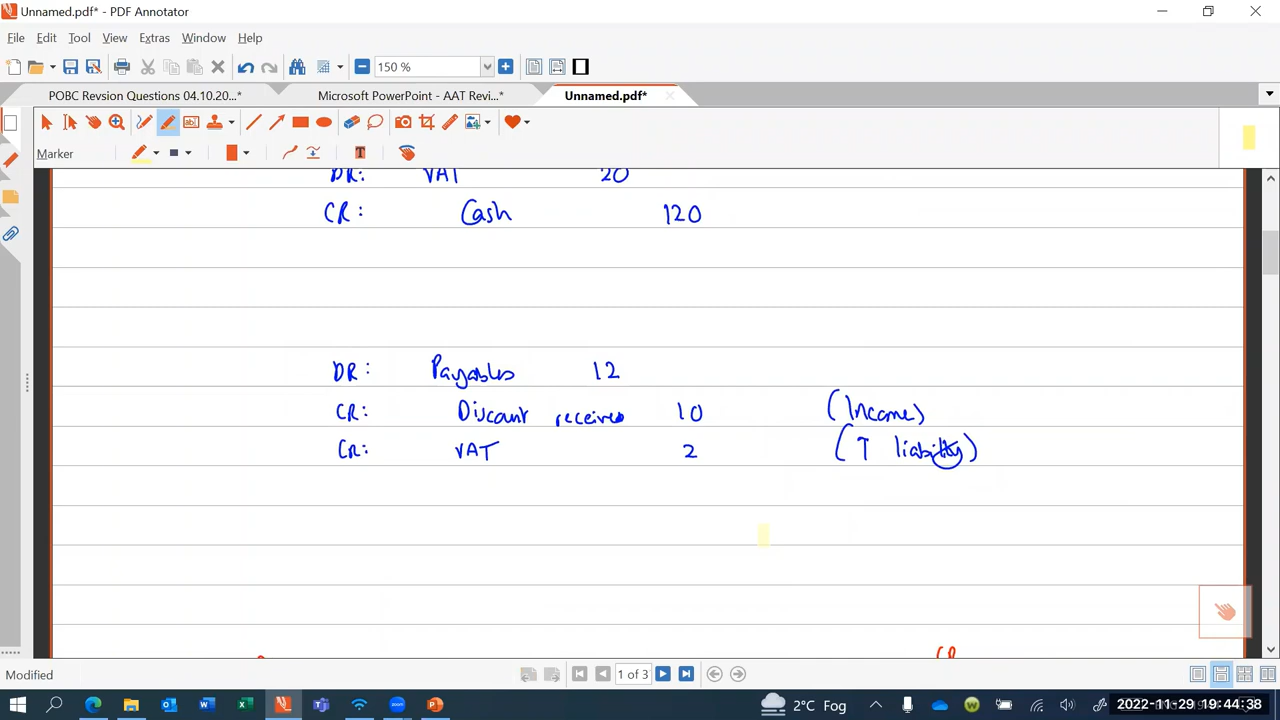 Unnamed.pdf* - PDF Annotator
File Edit Tool View Extras Window Help
150 %
POBC Revsion Questions 04.10.20...* Microsoft PowerPoint - AAT Revi...* Unnamed.pdf*
Marker
DR: VAT 20
CR: Cash 120
DR: Payables 12
CR: Discount received 10 (Income)
CR: VAT 2 (↑ liability)
CR
Modified
1 of 3
2°C Fog
2022-11-29 19:44:38